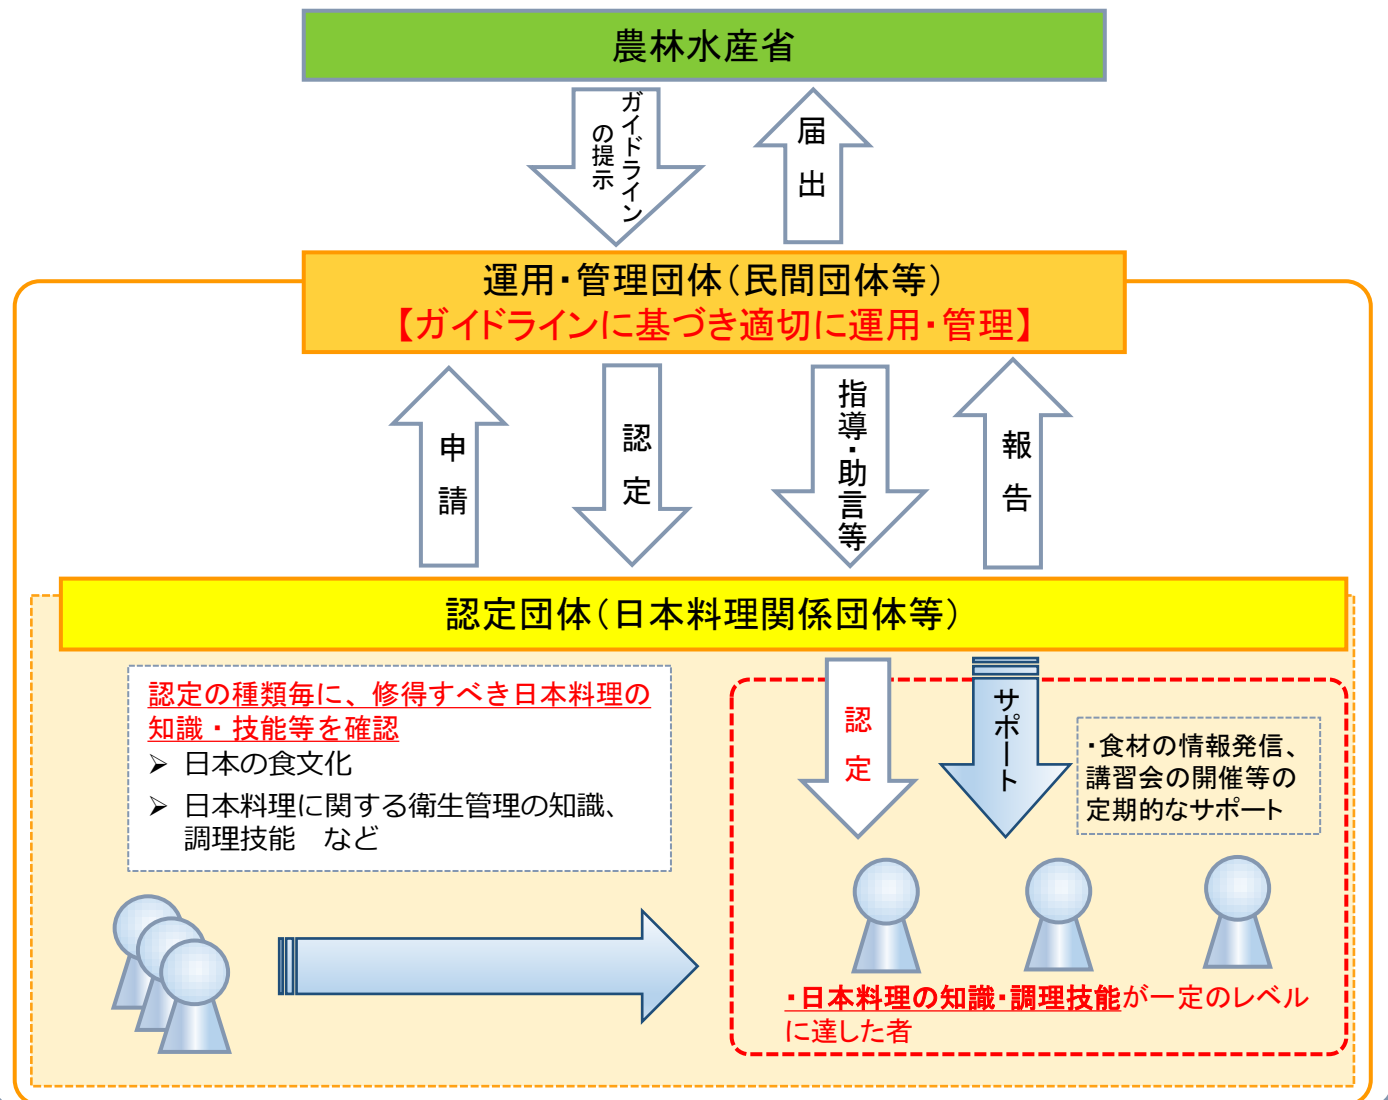 農林水産省
ガイドライン
の提示
届出
運用・管理団体（民間団体等）
【ガイドラインに基づき適切に運用・管理】
申請
認定
指導・助言等
報告
認定団体（日本料理関係団体等）
認定の種類毎に、修得すべき日本料理の
知識・技能等を確認
➢ 日本の食文化
➢ 日本料理に関する衛生管理の知識、
調理技能　など
認定
サポート
・食材の情報発信、
講習会の開催等の
定期的なサポート
・日本料理の知識・調理技能が一定のレベル
に達した者